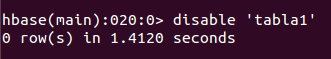 hbase(main):020:0> disable 'tabla1'
0 row(s) in 1.4120 seconds